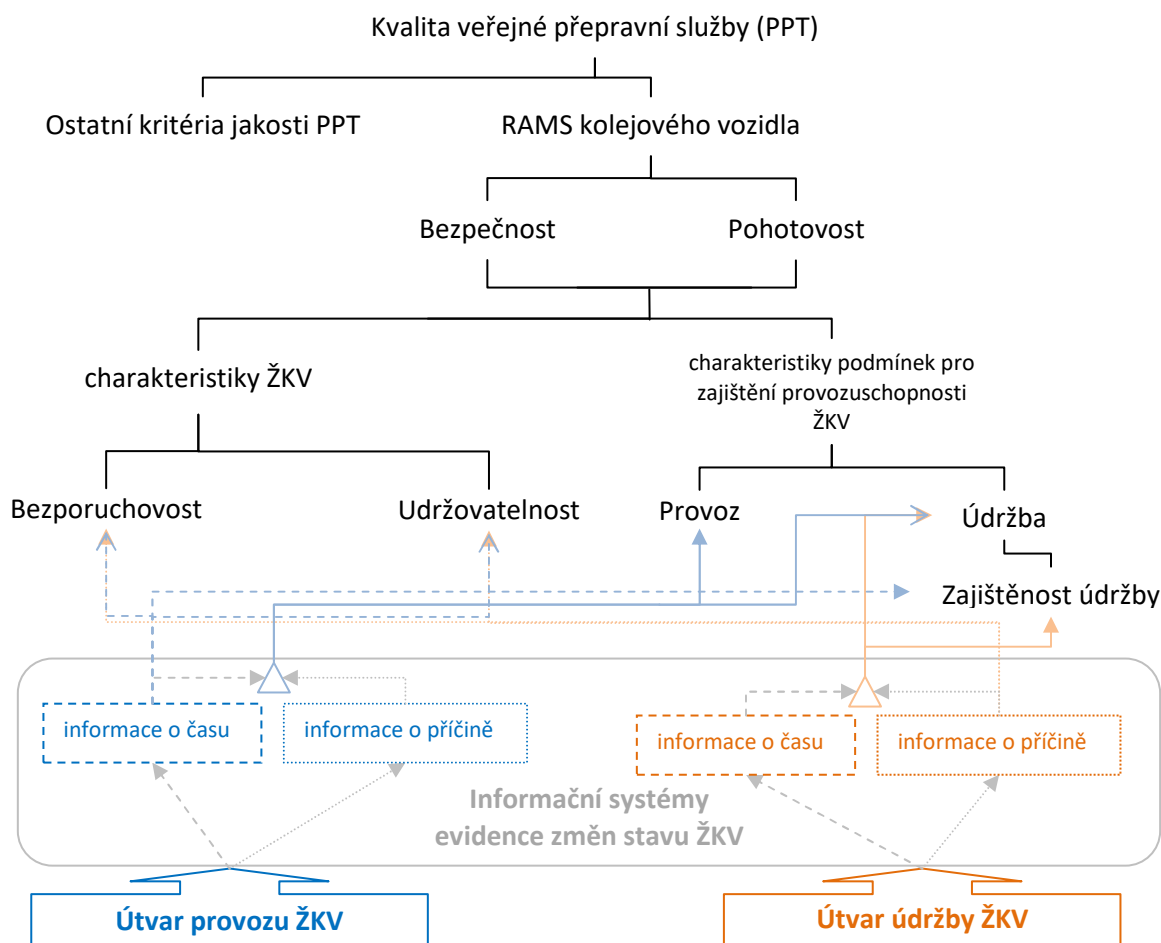 Kvalita veřejné přepravní služby (PPT)
Ostatní kritéria jakosti PPT
RAMS kolejového vozidla
Bezpečnost
Pohotovost
charakteristiky ŽKV
charakteristiky podmínek pro
zajištění provozuschopnosti
ŽKV
Bezporuchovost
Udržovatelnost
Provoz
Údržba
Zajištěnost údržby
informace o času
informace o příčině
informace o času
informace o příčině
Informační systémy
evidence změn stavu ŽKV
Útvar provozu ŽKV
Útvar údržby ŽKV